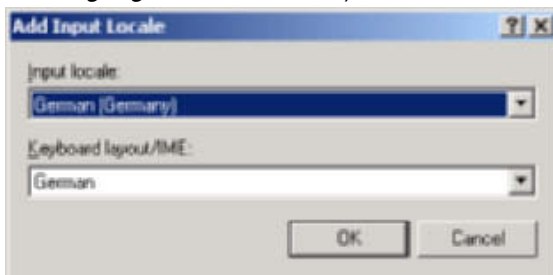 Add Input Locale
Input locale:
German (Germany)
Keyboard layout/IME:
German
OK Cancel